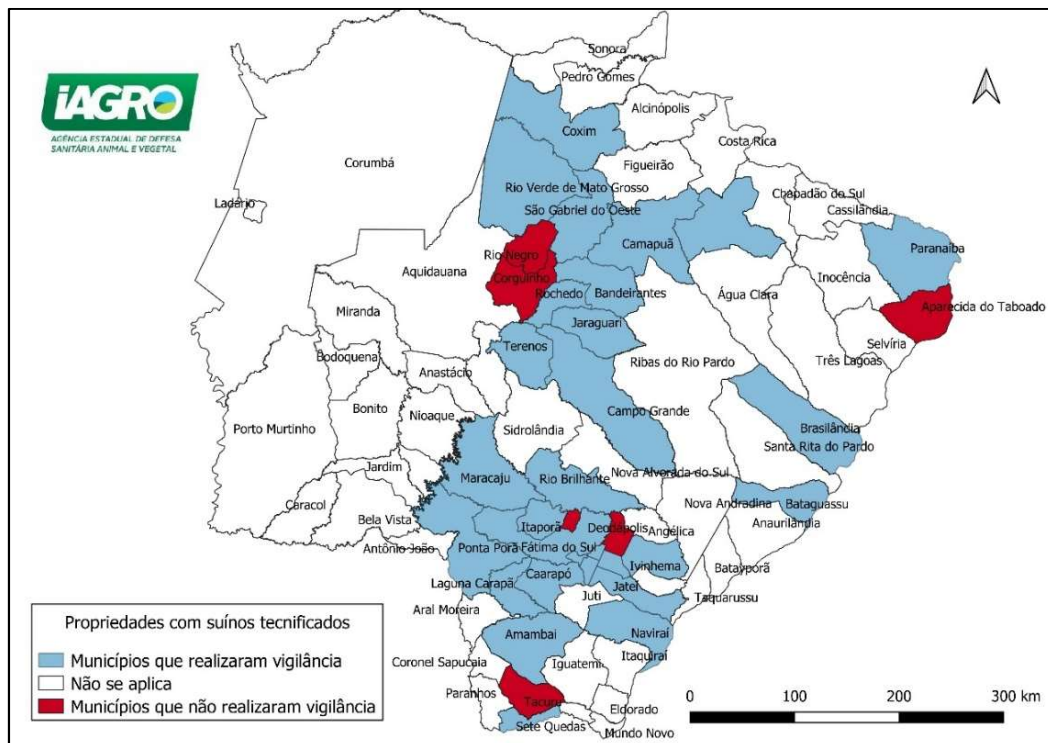 Sonora
Pedro Gomes
iAGRO
AGÊNCIA ESTADUAL DE DEFESA
SANITÁRIA ANIMAL E VEGETAL
Alcinópolis
Coxim
Costa Rica
Corumbá
Figueirão
Rio Verde de Mato Grosso
Chapadão do Sul
Ladário
São Gabriel do Oeste
Cassilândia
Camapuã
Paranaíba
Rio Negro
Aquidauana
Inocência
Corguinho
Rochedo
Bandeirantes
Água Clara
Aparecida do Taboado
Miranda
Jaraguari
Terenos
Selvíria
Bodoquena
Ribas do Rio Pardo
Três Lagoas
Anastácio
Bonito
Nioaque
Campo Grande
Porto Murtinho
Sidrolândia
Brasilândia
Santa Rita do Pardo
Jardim
Maracaju
Rio Brilhante
Nova Alvorada do Sul
Caracol
Nova Andradina
Bataguassu
Bela Vista
Itaporã
Deodápolis
Angélica
Anaurilândia
Antônio João
Ponta Porã
Fátima do Sul
Ivinhema
Batayporã
Laguna Carapã
Caarapó
Jateí
Taquarussu
Juti
Aral Moreira
Amambai
Naviraí
Coronel Sapucaia
Iguatemi
Itaquiraí
Paranhos
Tacuru
Eldorado
Sete Quedas
Mundo Novo
Propriedades com suínos tecnificados
Municípios que realizaram vigilância
Não se aplica
Municípios que não realizaram vigilância
0 100 200 300 km